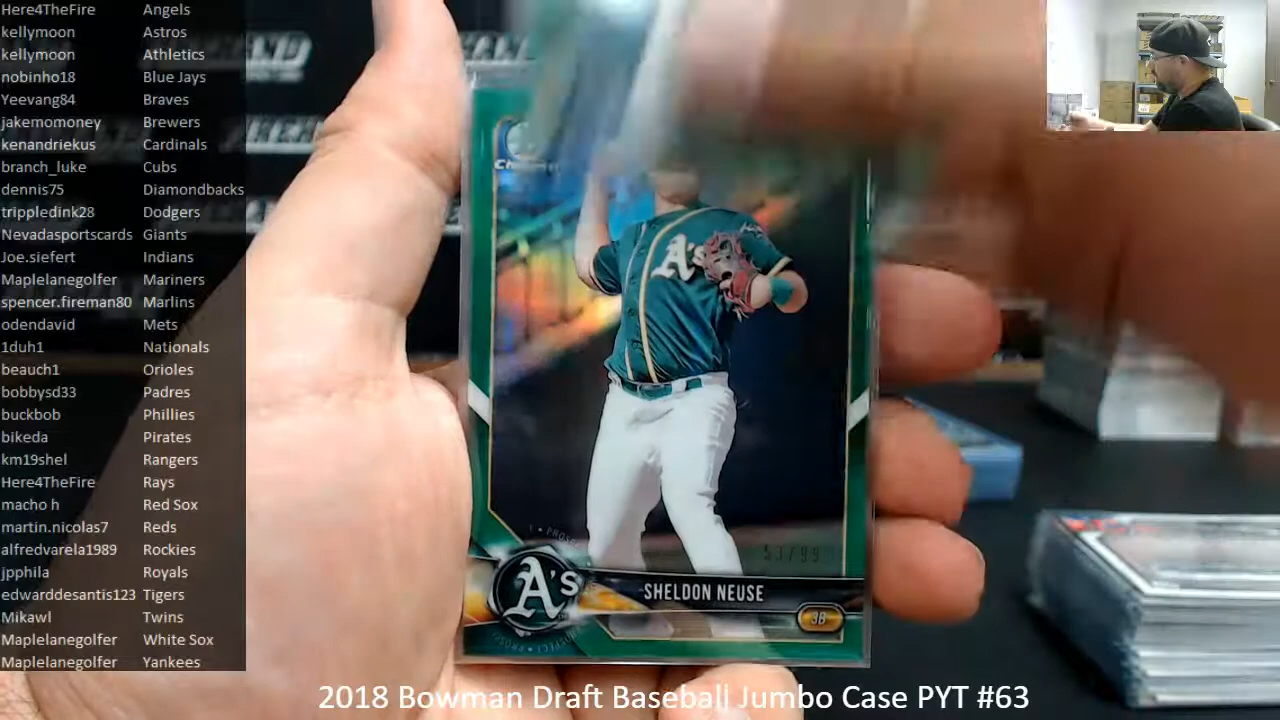 Here4TheFire Angels
kellymoon Astros
kellymoon Athletics
nobinho18 Blue Jays
Yeevang84 Braves
jakemomoney Brewers
kenandriekus Cardinals
branch_luke Cubs
dennis75 Diamondbacks
trippledink28 Dodgers
Nevadasportscards Giants
Joe.siefert Indians
Maplelanegolfer Mariners
spencer.fireman80 Marlins
odendavid Mets
1duh1 Nationals
beauch1 Orioles
bobbysd33 Padres
buckbob Phillies
bikeda Pirates
km19shel Rangers
Here4TheFire Rays
macho h Red Sox
martin.nicolas7 Reds
alfredvarela1989 Rockies
jpphila Royals
edwarddesantis123 Tigers
Mikawl Twins
Maplelanegolfer White Sox
Maplelanegolfer Yankees
A's
53/99
A's
SHELDON NEUSE
3B
2018 Bowman Draft Baseball Jumbo Case PYT #63